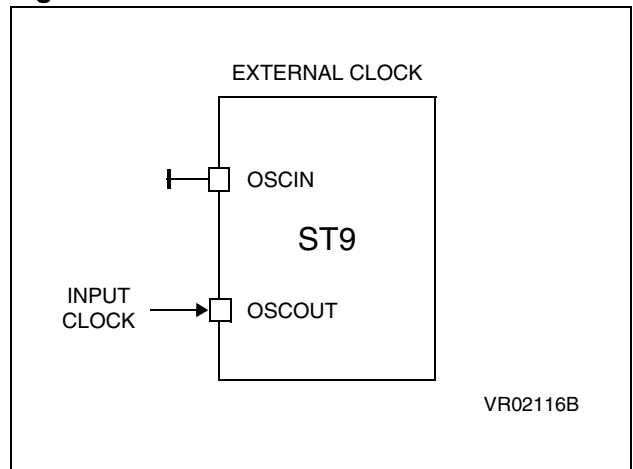 EXTERNAL CLOCK
OSCIN
ST9
INPUT
CLOCK
OSCOUT
VR02116B